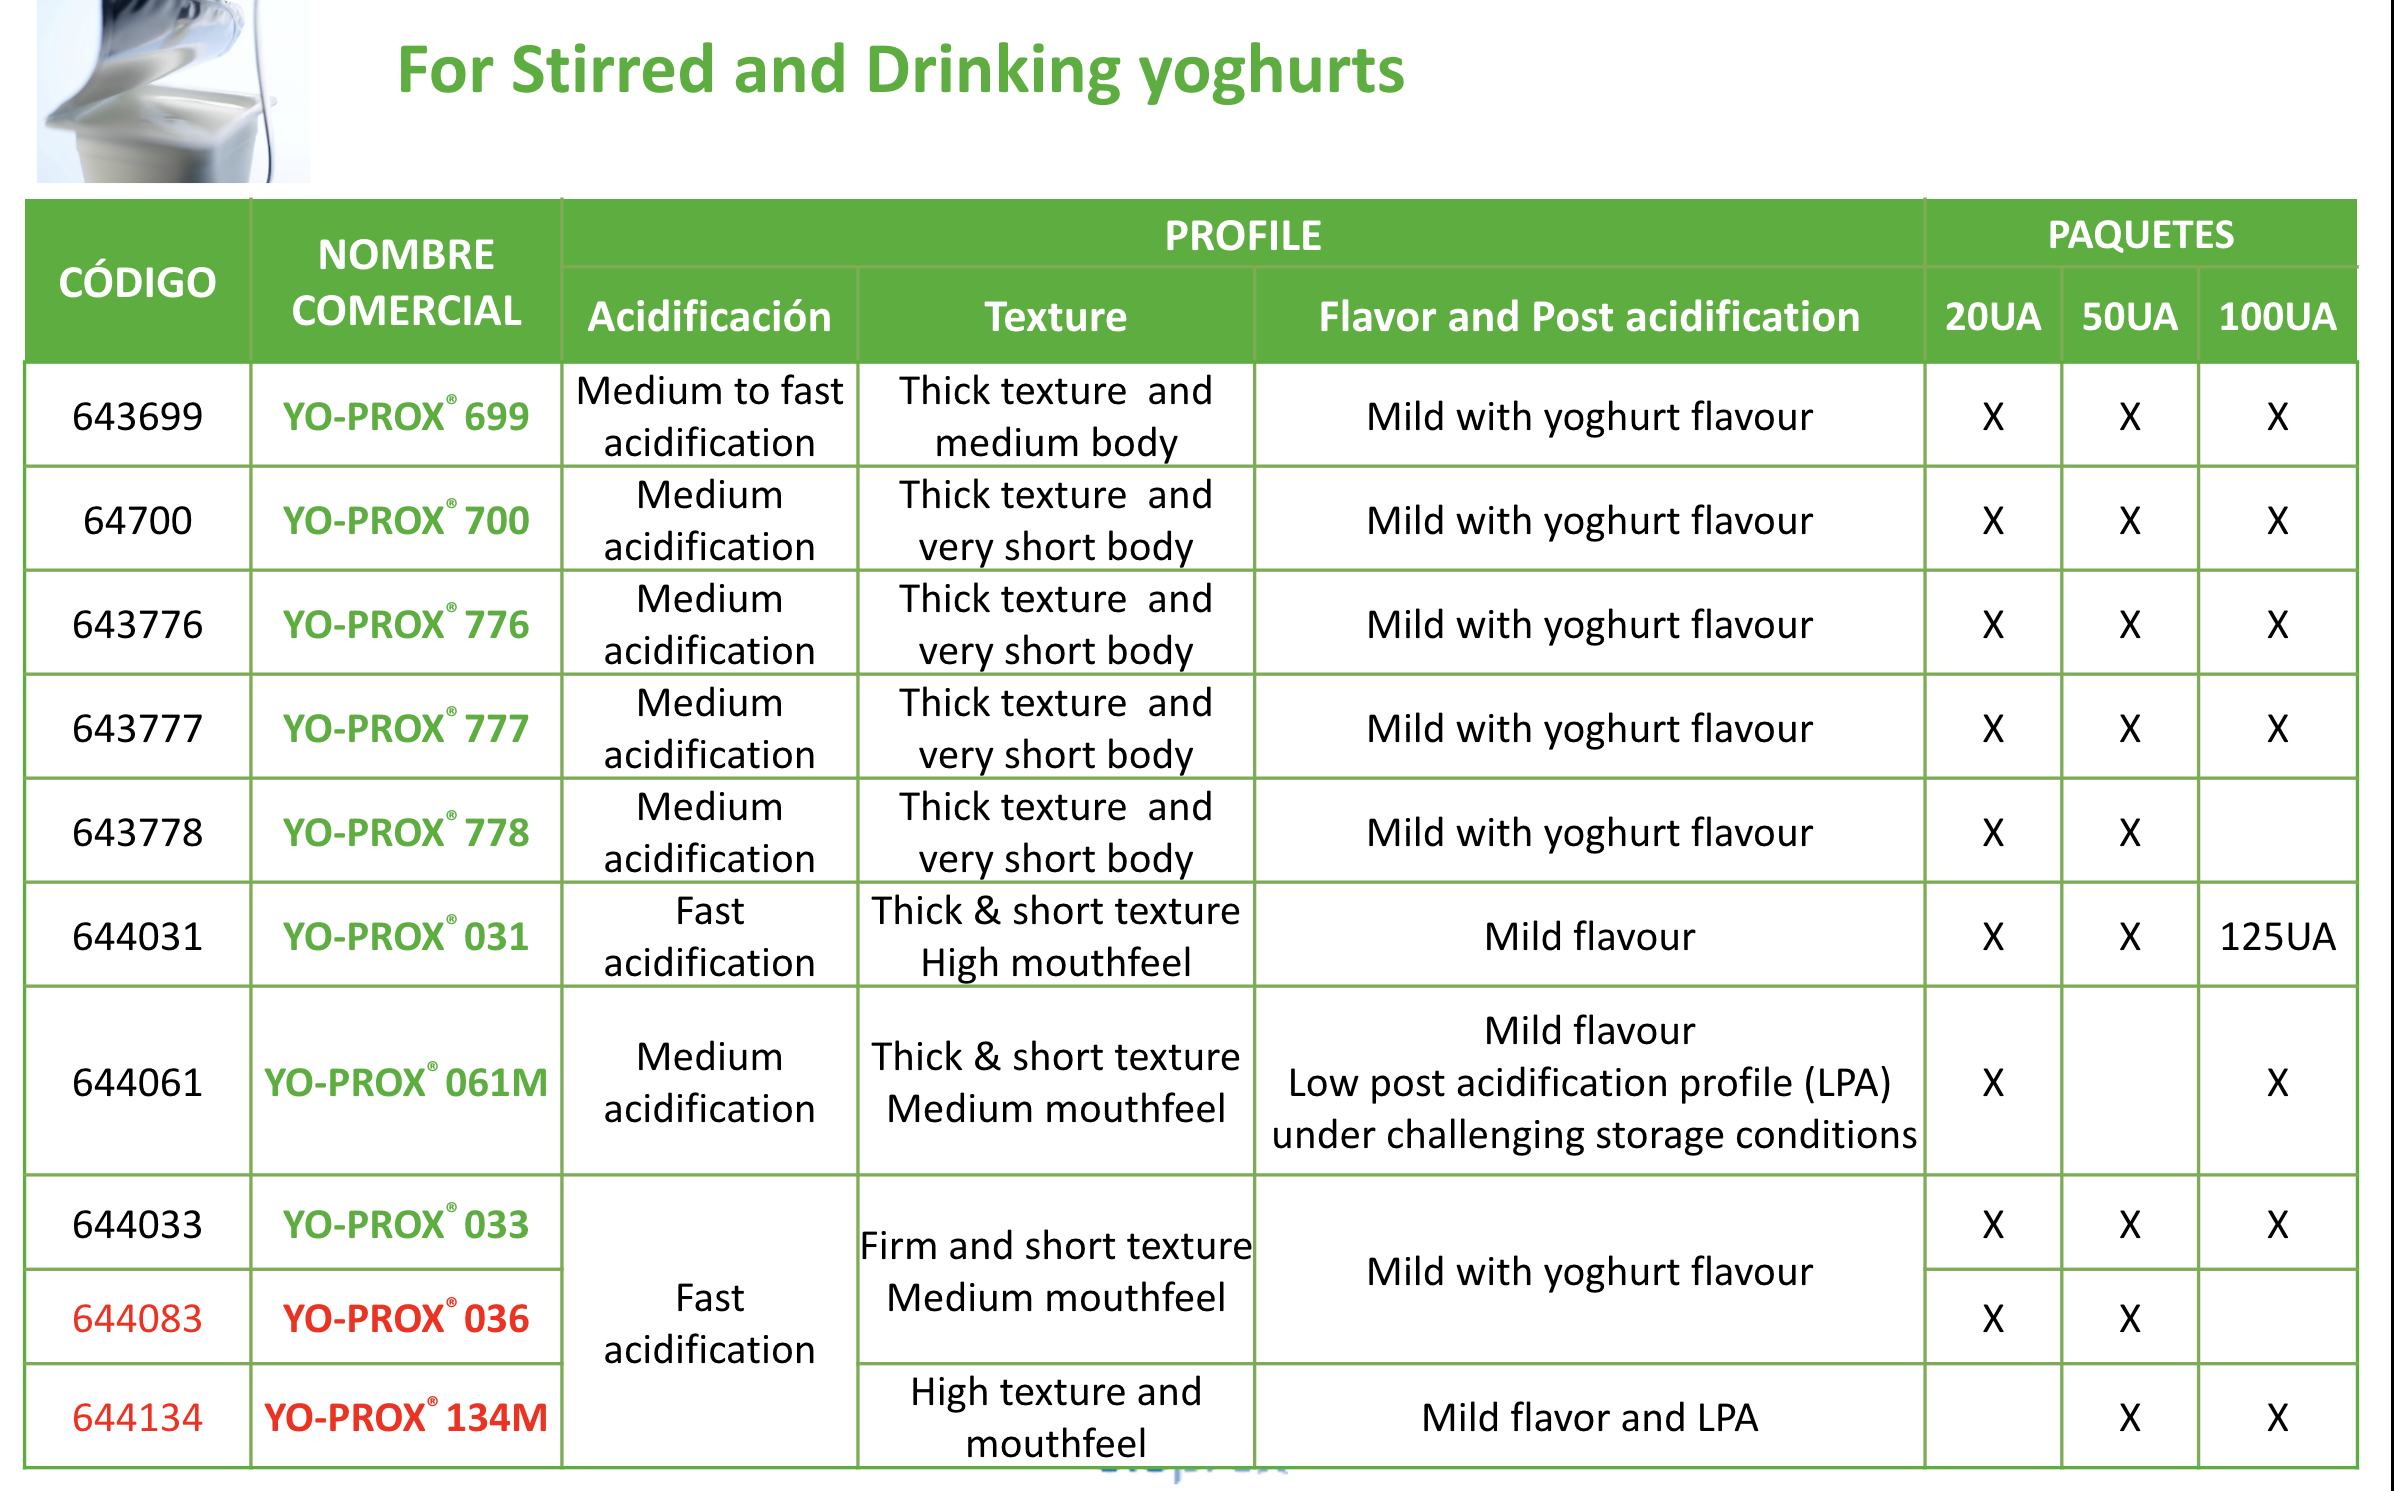 For Stirred and Drinking yoghurts
CÓDIGO
NOMBRE
COMERCIAL
PROFILE
PAQUETES
Acidificación
Texture
Flavor and Post acidification
20UA
50UA
100UA
643699
YO-PROX® 699
Medium to fast
acidification
Thick texture and
medium body
Mild with yoghurt flavour
X
X
X
64700
YO-PROX® 700
Medium
acidification
Thick texture and
very short body
Mild with yoghurt flavour
X
X
X
643776
YO-PROX® 776
Medium
acidification
Thick texture and
very short body
Mild with yoghurt flavour
X
X
X
643777
YO-PROX® 777
Medium
acidification
Thick texture and
very short body
Mild with yoghurt flavour
X
X
X
643778
YO-PROX® 778
Medium
acidification
Thick texture and
very short body
Mild with yoghurt flavour
X
X
644031
YO-PROX® 031
Fast
acidification
Thick & short texture
High mouthfeel
Mild flavour
X
X
125UA
644061
YO-PROX® 061M
Medium
acidification
Thick & short texture
Medium mouthfeel
Mild flavour
Low post acidification profile (LPA)
under challenging storage conditions
X
X
644033
YO-PROX® 033
Fast
acidification
Firm and short texture
Medium mouthfeel
Mild with yoghurt flavour
X
X
X
644083
YO-PROX® 036
X
X
644134
YO-PROX® 134M
High texture and
mouthfeel
Mild flavor and LPA
X
X